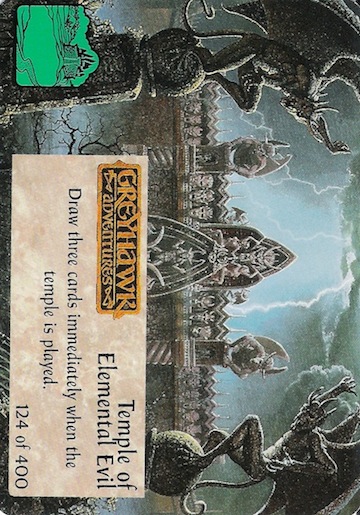 GREYHAWK
ADVENTURES
Temple of
Elemental Evil
Draw three cards immediately when the
temple is played.
124 of 400